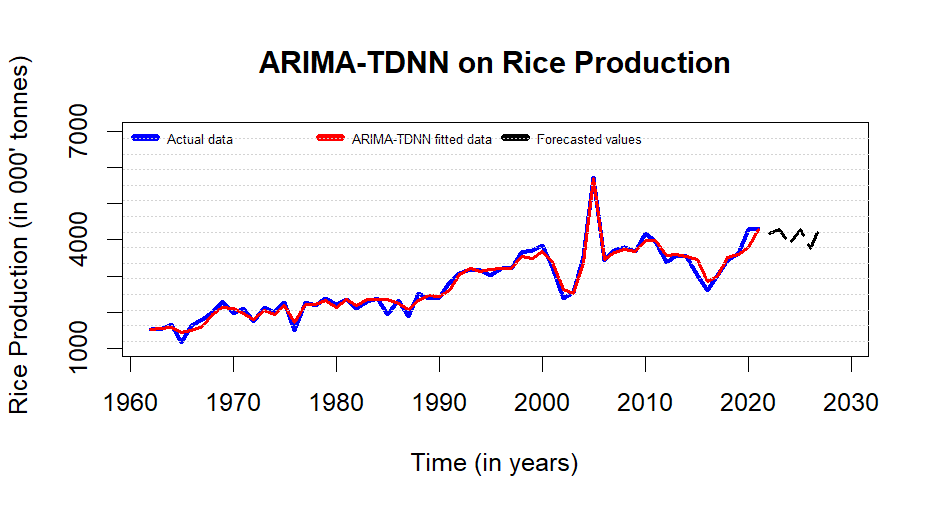 ARIMA-TDNN on Rice Production
Rice Production (in 000' tonnes)
7000
4000
1000
Actual data
ARIMA-TDNN fitted data
Forecasted values
1960 1970 1980 1990 2000 2010 2020 2030
Time (in years)